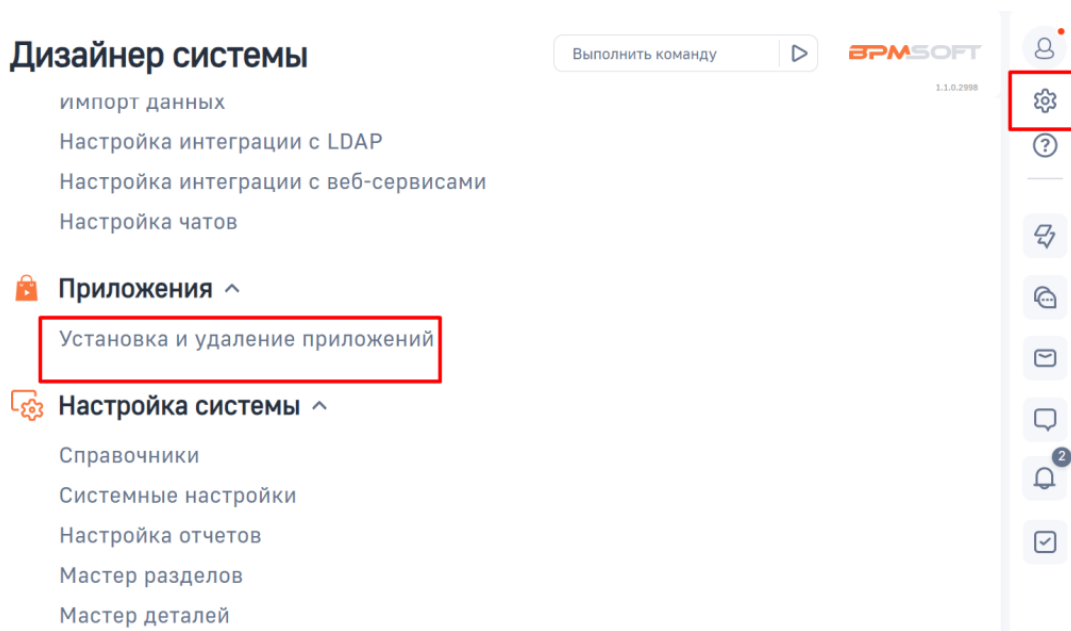 Дизайнер системы
Выполнить команду
BPMSOFT
1.1.0.2998
Импорт данных
Настройка интеграции с LDAP
Настройка интеграции с веб-сервисами
Настройка чатов
Приложения
Установка и удаление приложений
Настройка системы
Справочники
Системные настройки
Настройка отчетов
Мастер разделов
Мастер деталей
2